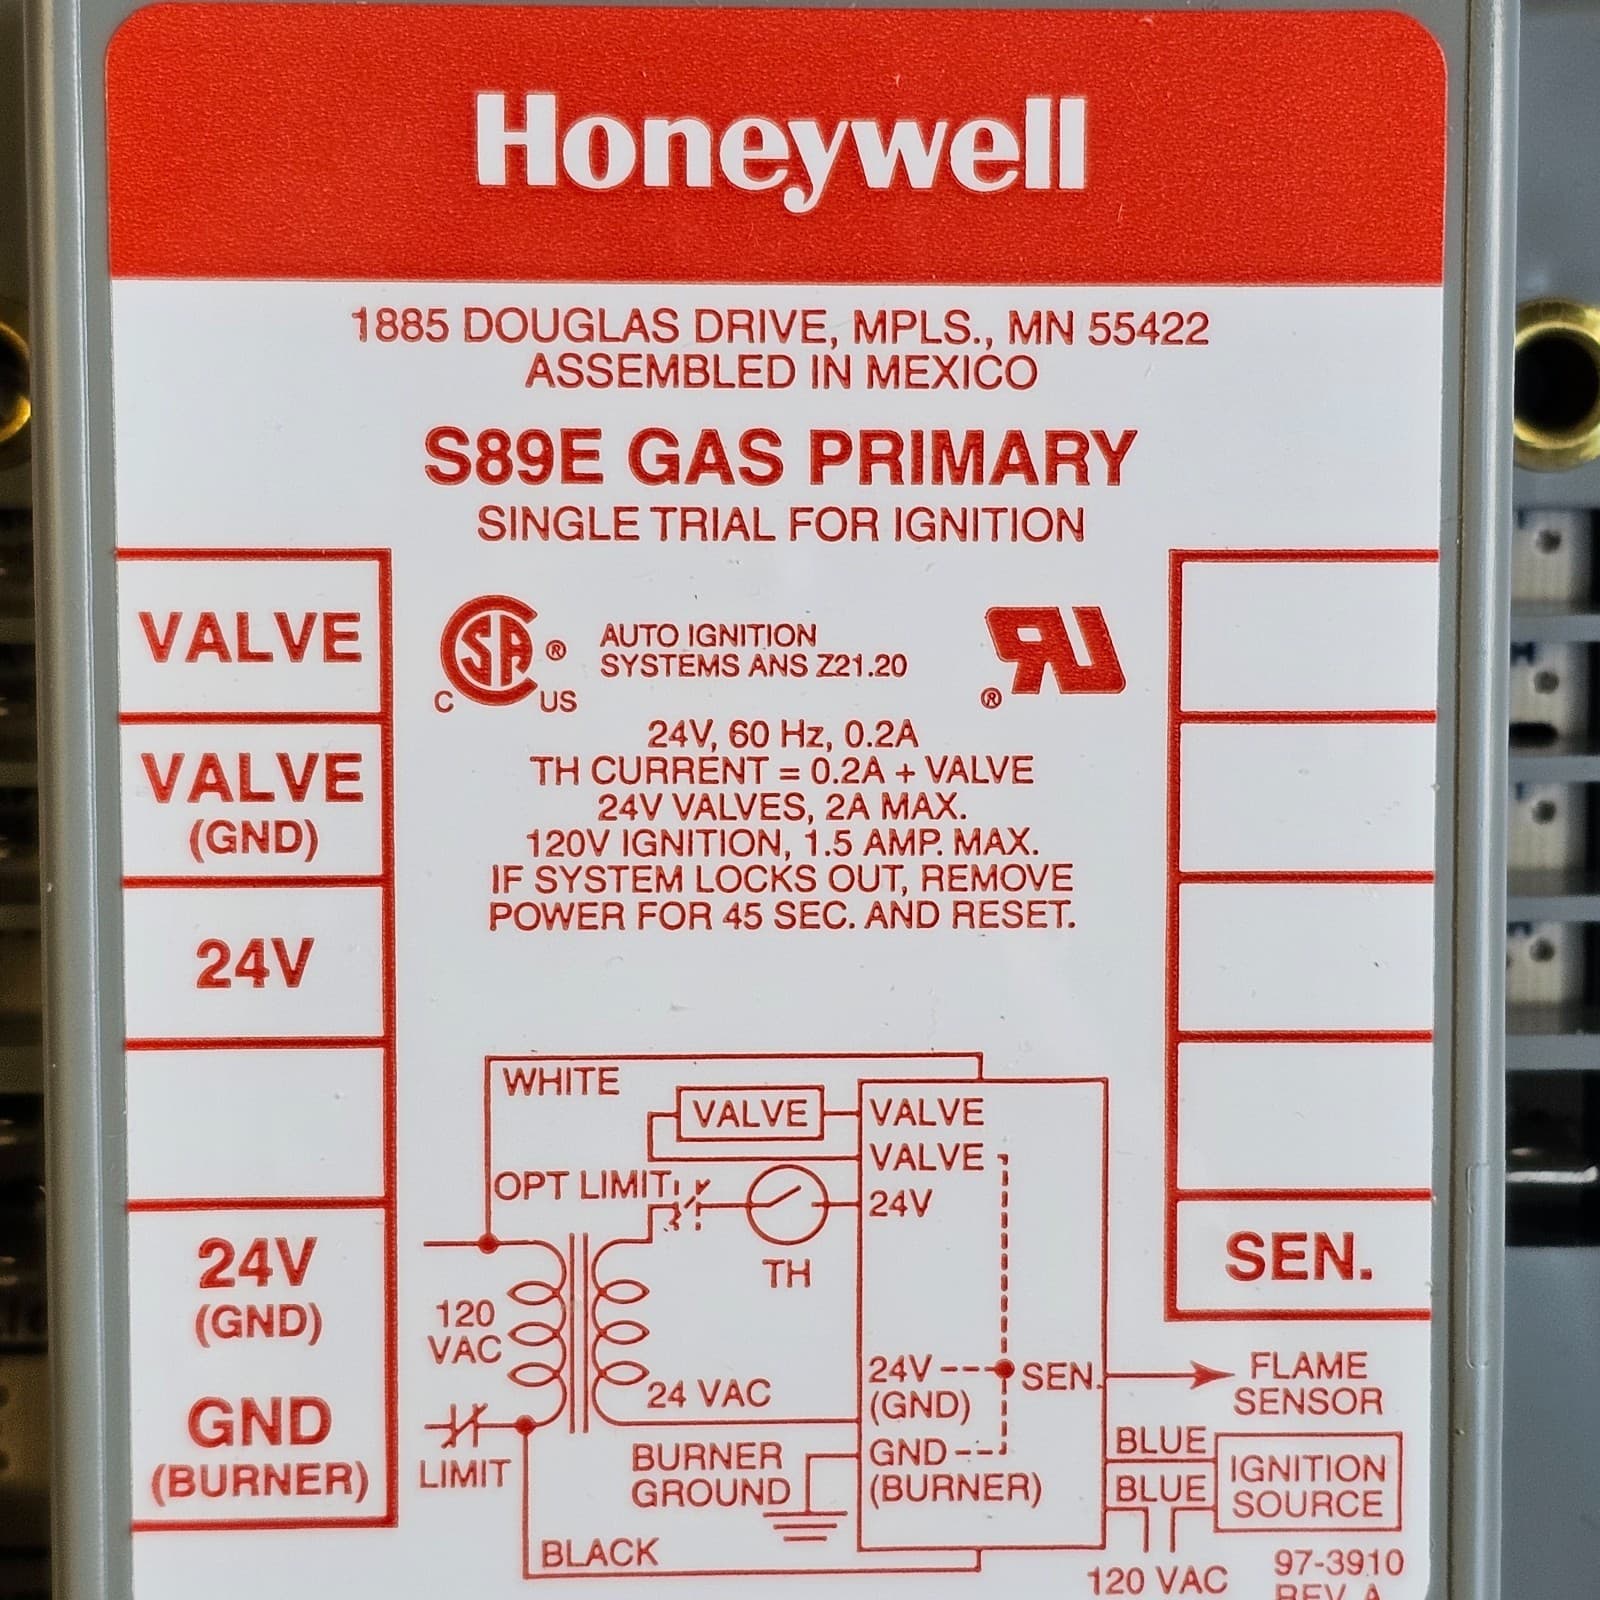 Honeywell
1885 DOUGLAS DRIVE, MPLS., MN 55422
ASSEMBLED IN MEXICO
S89E GAS PRIMARY
SINGLE TRIAL FOR IGNITION
VALVE
VALVE
(GND)
24V
24V
(GND)
GND
(BURNER)
C SA ® US
AUTO IGNITION
SYSTEMS ANS Z21.20
RU ®
24V, 60 Hz, 0.2A
TH CURRENT = 0.2A + VALVE
24V VALVES, 2A MAX.
120V IGNITION, 1.5 AMP. MAX.
IF SYSTEM LOCKS OUT, REMOVE
POWER FOR 45 SEC. AND RESET.
SEN.
WHITE
VALVE
VALVE
VALVE
OPT LIMIT
24V
TH
120
VAC
24 VAC
24V
(GND)
SEN.
FLAME
SENSOR
LIMIT
BURNER
GROUND
GND
(BURNER)
BLUE
BLUE
IGNITION
SOURCE
BLACK
120 VAC
97-3910
REV. A